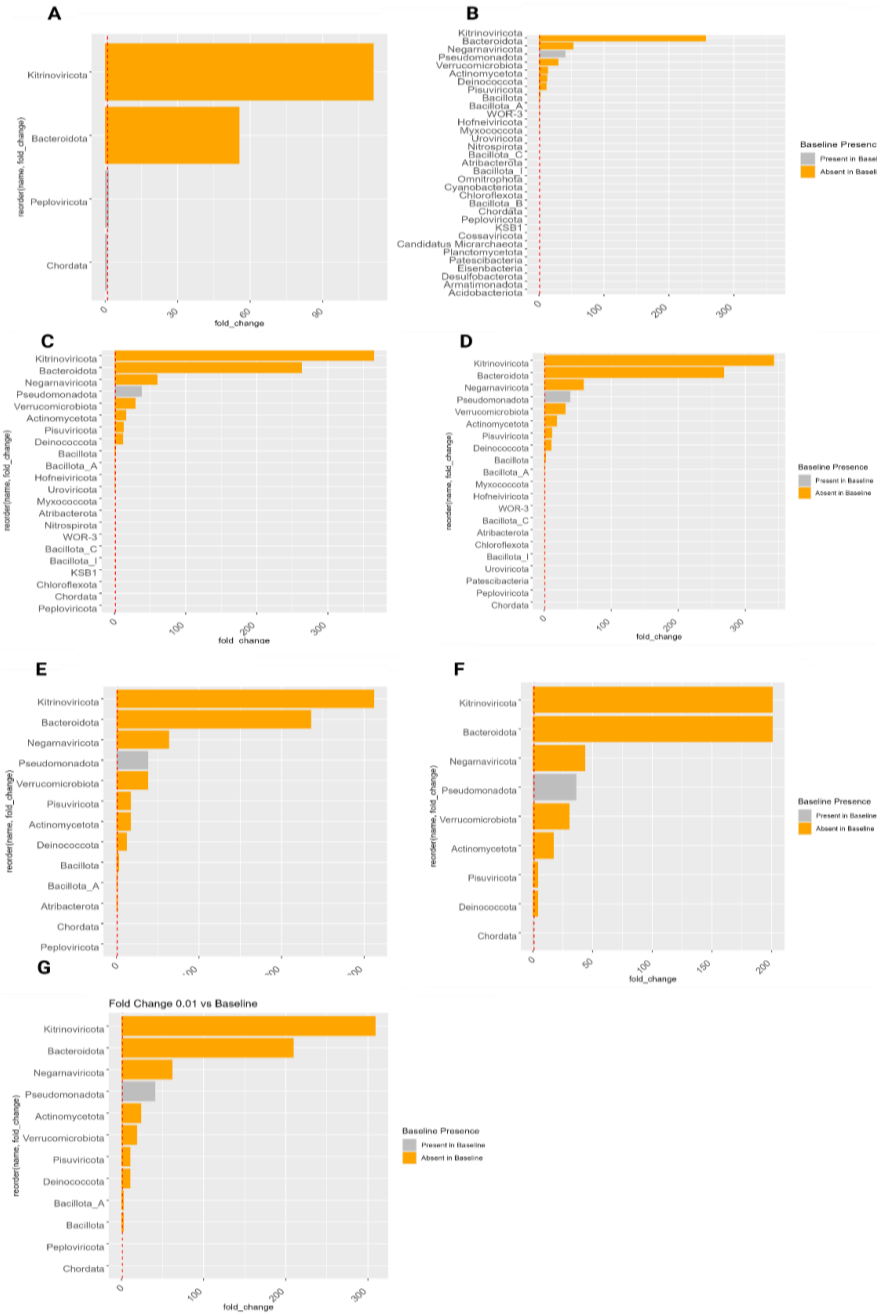 A
Kitrinoviricota
Bacteroidota
Peploviricota
Chordata
reorder(name, fold_change)
0
30
60
90
fold_change
B
Kitrinoviricota
Bacteroidota
Negarnaviricota
Pseudomonadota
Verrucomicrobiota
Actinomycetota
Deinococcota
Pisuviricota
Bacillota
Bacillota_A
WOR-3
Hofneiviricota
Myxococcota
Uroviricota
Nitrospirota
Bacillota_C
Atribacterota
Bacillota_I
Omnitrophota
Cyanobacteriota
Chloroflexota
Bacillota_B
Chordata
Peploviricota
KSB1
Cossaviricota
Candidatus Micrarchaeota
Planctomycetota
Patescibacteria
Eisenbacteria
Desulfobacterota
Armatimonadota
Acidobacteriota
0
100
200
300
Baseline Presenc
Present in Basel
Absent in Baseli
C
Kitrinoviricota
Bacteroidota
Negarnaviricota
Pseudomonadota
Verrucomicrobiota
Actinomycetota
Pisuviricota
Deinococcota
Bacillota
Bacillota_A
Hofneiviricota
Uroviricota
Myxococcota
Atribacterota
Nitrospirota
WOR-3
Bacillota_C
Bacillota_I
KSB1
Chloroflexota
Chordata
Peploviricota
reorder(name, fold_change)
0
100
200
300
fold_change
D
Kitrinoviricota
Bacteroidota
Negarnaviricota
Pseudomonadota
Verrucomicrobiota
Actinomycetota
Pisuviricota
Deinococcota
Bacillota
Bacillota_A
Myxococcota
Hofneiviricota
WOR-3
Bacillota_C
Atribacterota
Chloroflexota
Bacillota_I
Uroviricota
Patescibacteria
Peploviricota
Chordata
reorder(name, fold_change)
0
100
200
300
fold_change
Baseline Presence
Present in Baseline
Absent in Baseline
E
Kitrinoviricota
Bacteroidota
Negarnaviricota
Pseudomonadota
Verrucomicrobiota
Pisuviricota
Actinomycetota
Deinococcota
Bacillota
Bacillota_A
Atribacterota
Chordata
Peploviricota
reorder(name, fold_change)
0
F
Kitrinoviricota
Bacteroidota
Negarnaviricota
Pseudomonadota
Verrucomicrobiota
Actinomycetota
Pisuviricota
Deinococcota
Chordata
reorder(name, fold_change)
0
50
100
150
200
fold_change
Baseline Presence
Present in Baseline
Absent in Baseline
G
Fold Change 0.01 vs Baseline
Kitrinoviricota
Bacteroidota
Negarnaviricota
Pseudomonadota
Actinomycetota
Verrucomicrobiota
Pisuviricota
Deinococcota
Bacillota_A
Bacillota
Peploviricota
Chordata
reorder(name, fold_change)
0
100
200
300
fold_change
Baseline Presence
Present in Baseline
Absent in Baseline